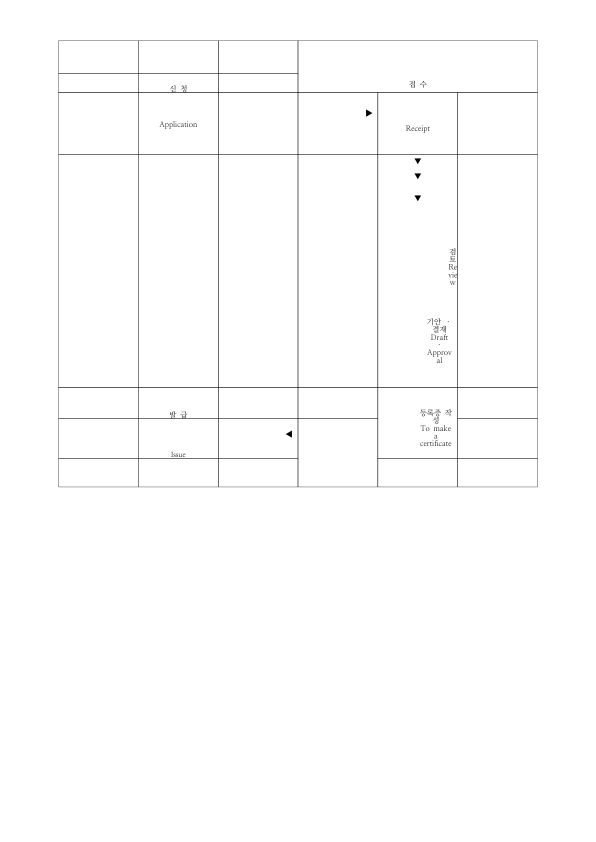 신 청
접 수
Application
▶
Receipt
▼
▼
▼
검
토
Re
vie
w
기안 ·
결재
Draft
·
Approv
al
발 급
등록증 작
성
To make
a
certificate
◀
Issue